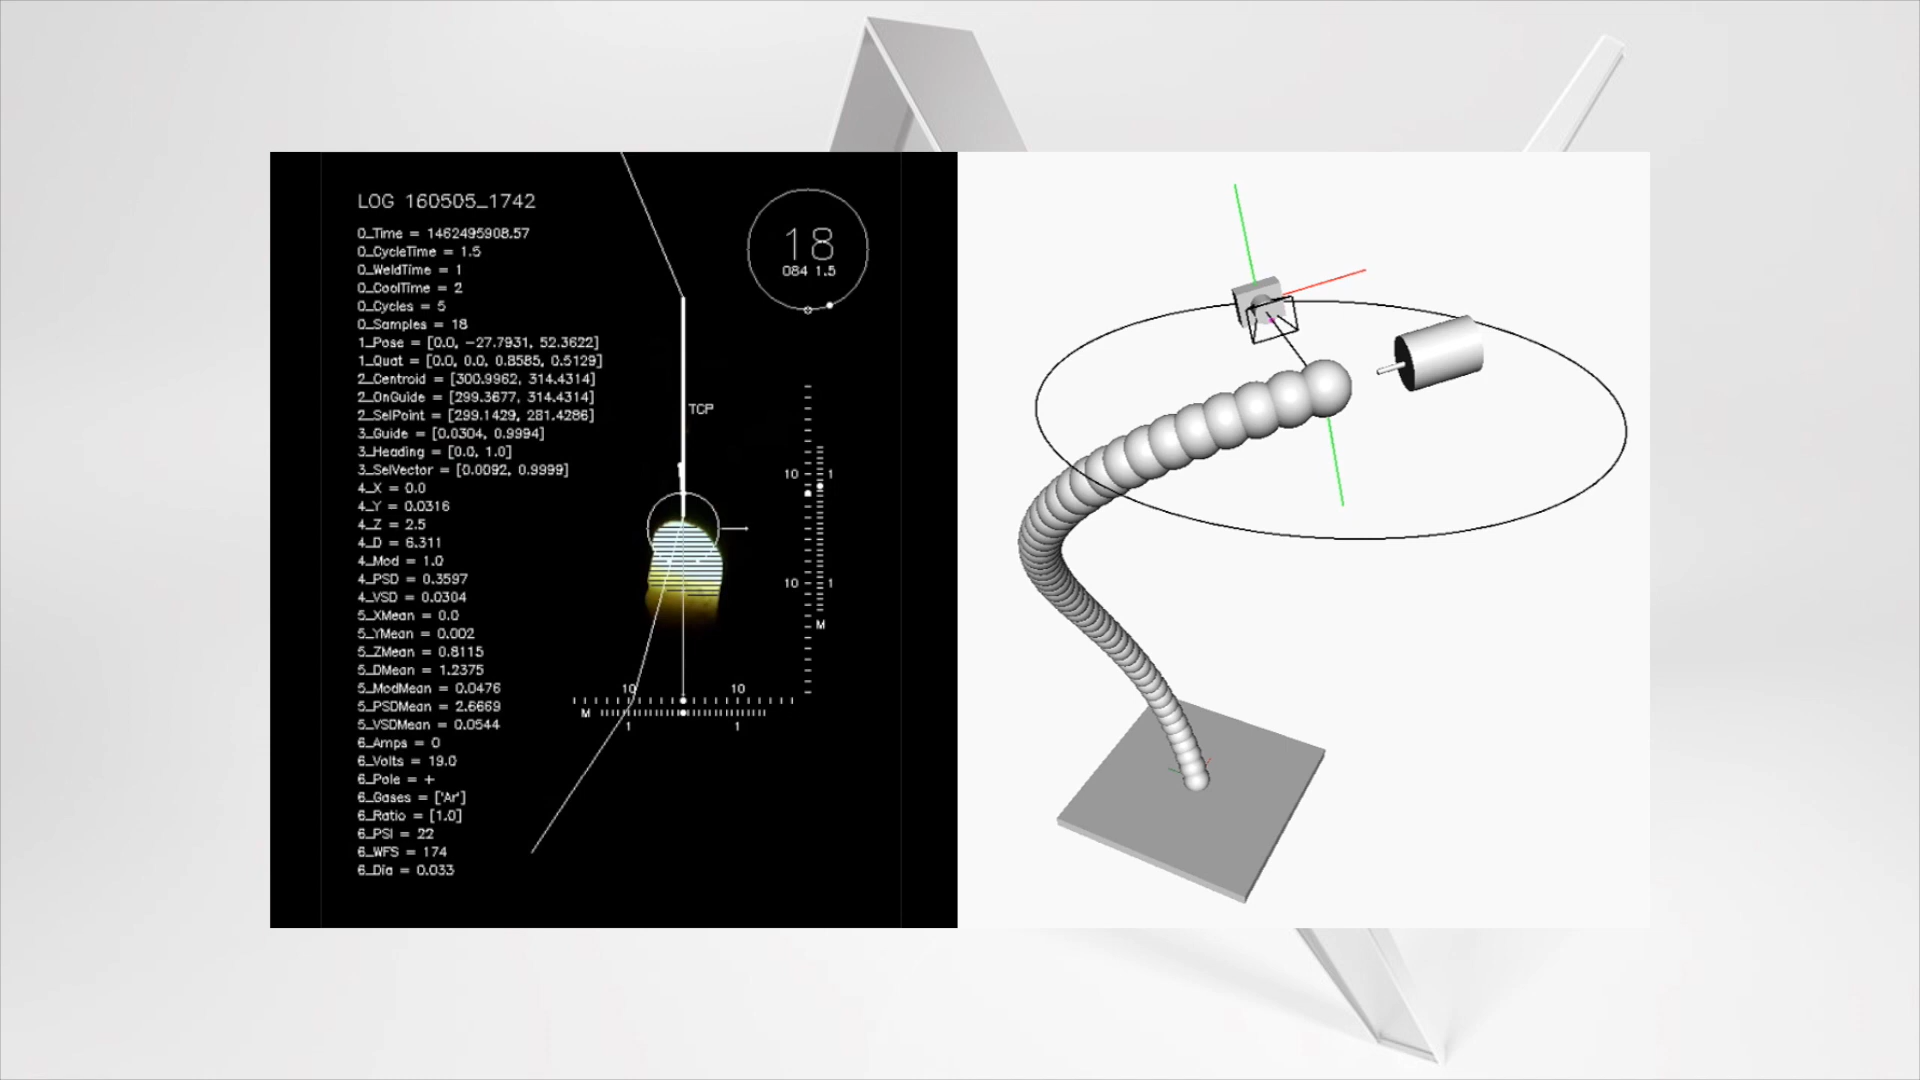 LOG 160505_1742
0_Time = 1462495908.57
0_CycleTime = 1.5
0_WeldTime = 1
0_CoolTime = 2
0_Cycles = 5
0_Samples = 18
1_Pose = [0.0, -27.7931, 52.3622]
1_Quat = [0.0, 0.0, 0.8585, 0.5129]
2_Centroid = [300.9962, 314.4314]
2_OnGuide = [299.3677, 314.4314]
2_SelPoint = [299.1429, 281.4286]
3_Guide = [0.0304, 0.9994]
3_Heading = [0.0, 1.0]
3_SelVector = [0.0092, 0.9999]
4_X = 0.0
4_Y = 0.0316
4_Z = 2.5
4_D = 6.311
4_Mod = 1.0
4_PSD = 0.3597
4_VSD = 0.0304
5_XMean = 0.0
5_YMean = 0.002
5_ZMean = 0.8115
5_DMean = 1.2375
5_ModMean = 0.0476
5_PSDMean = 2.6669
5_VSDMean = 0.0544
6_Amps = 0
6_Volts = 19.0
6_Pole = +
6_Gases = ['Ar']
6_Ratio = [1.0]
6_PSI = 22
6_WFS = 174
6_Dia = 0.033
18
084 1.5
TCP
10 1
10 1
M
10 10
M
1 1